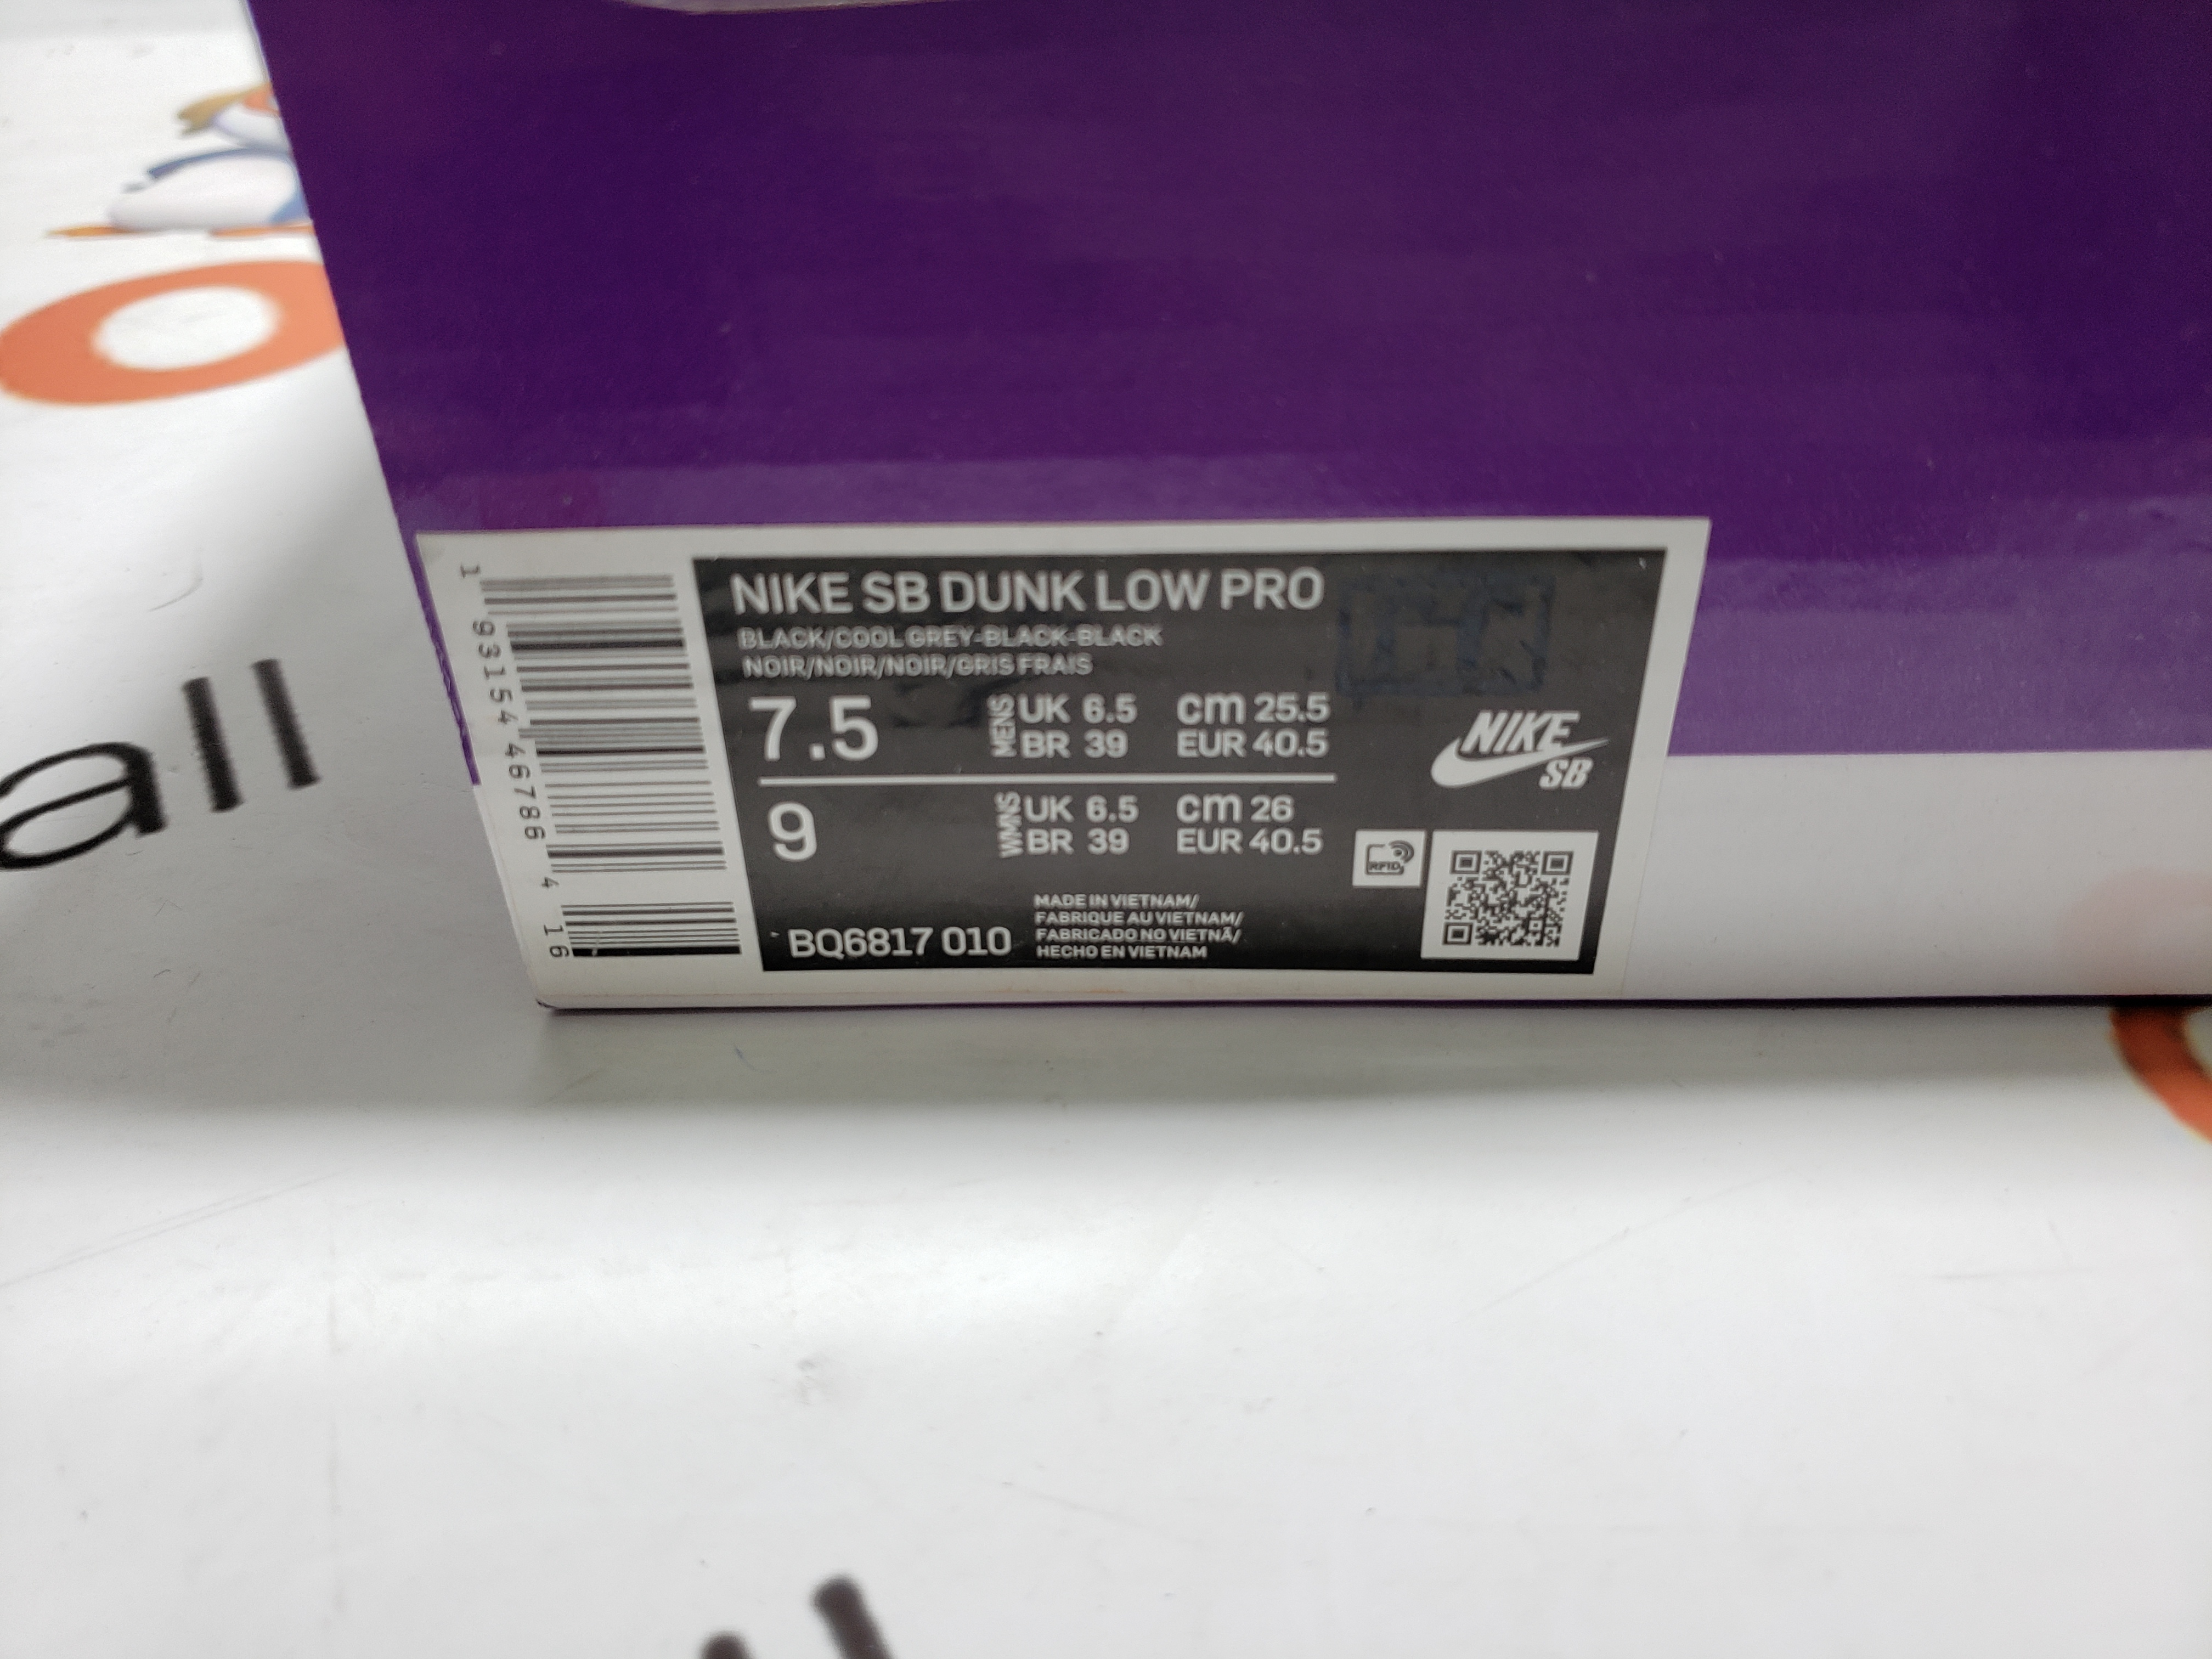 all
1 93154 46786 4 16
NIKE SB DUNK LOW PRO
BLACK/COOL GREY-BLACK-BLACK
NOIR/NOIR/NOIR/GRIS FRAIS
7.5 MENS UK 6.5 cm 25.5
BR 39 EUR 40.5
9 WMNS UK 6.5 cm 26
BR 39 EUR 40.5
NIKE
SB
RFID
BQ6817 010
MADE IN VIETNAM/
FABRIQUE AU VIETNAM/
FABRICADO NO VIETNÃ/
HECHO EN VIETNAM